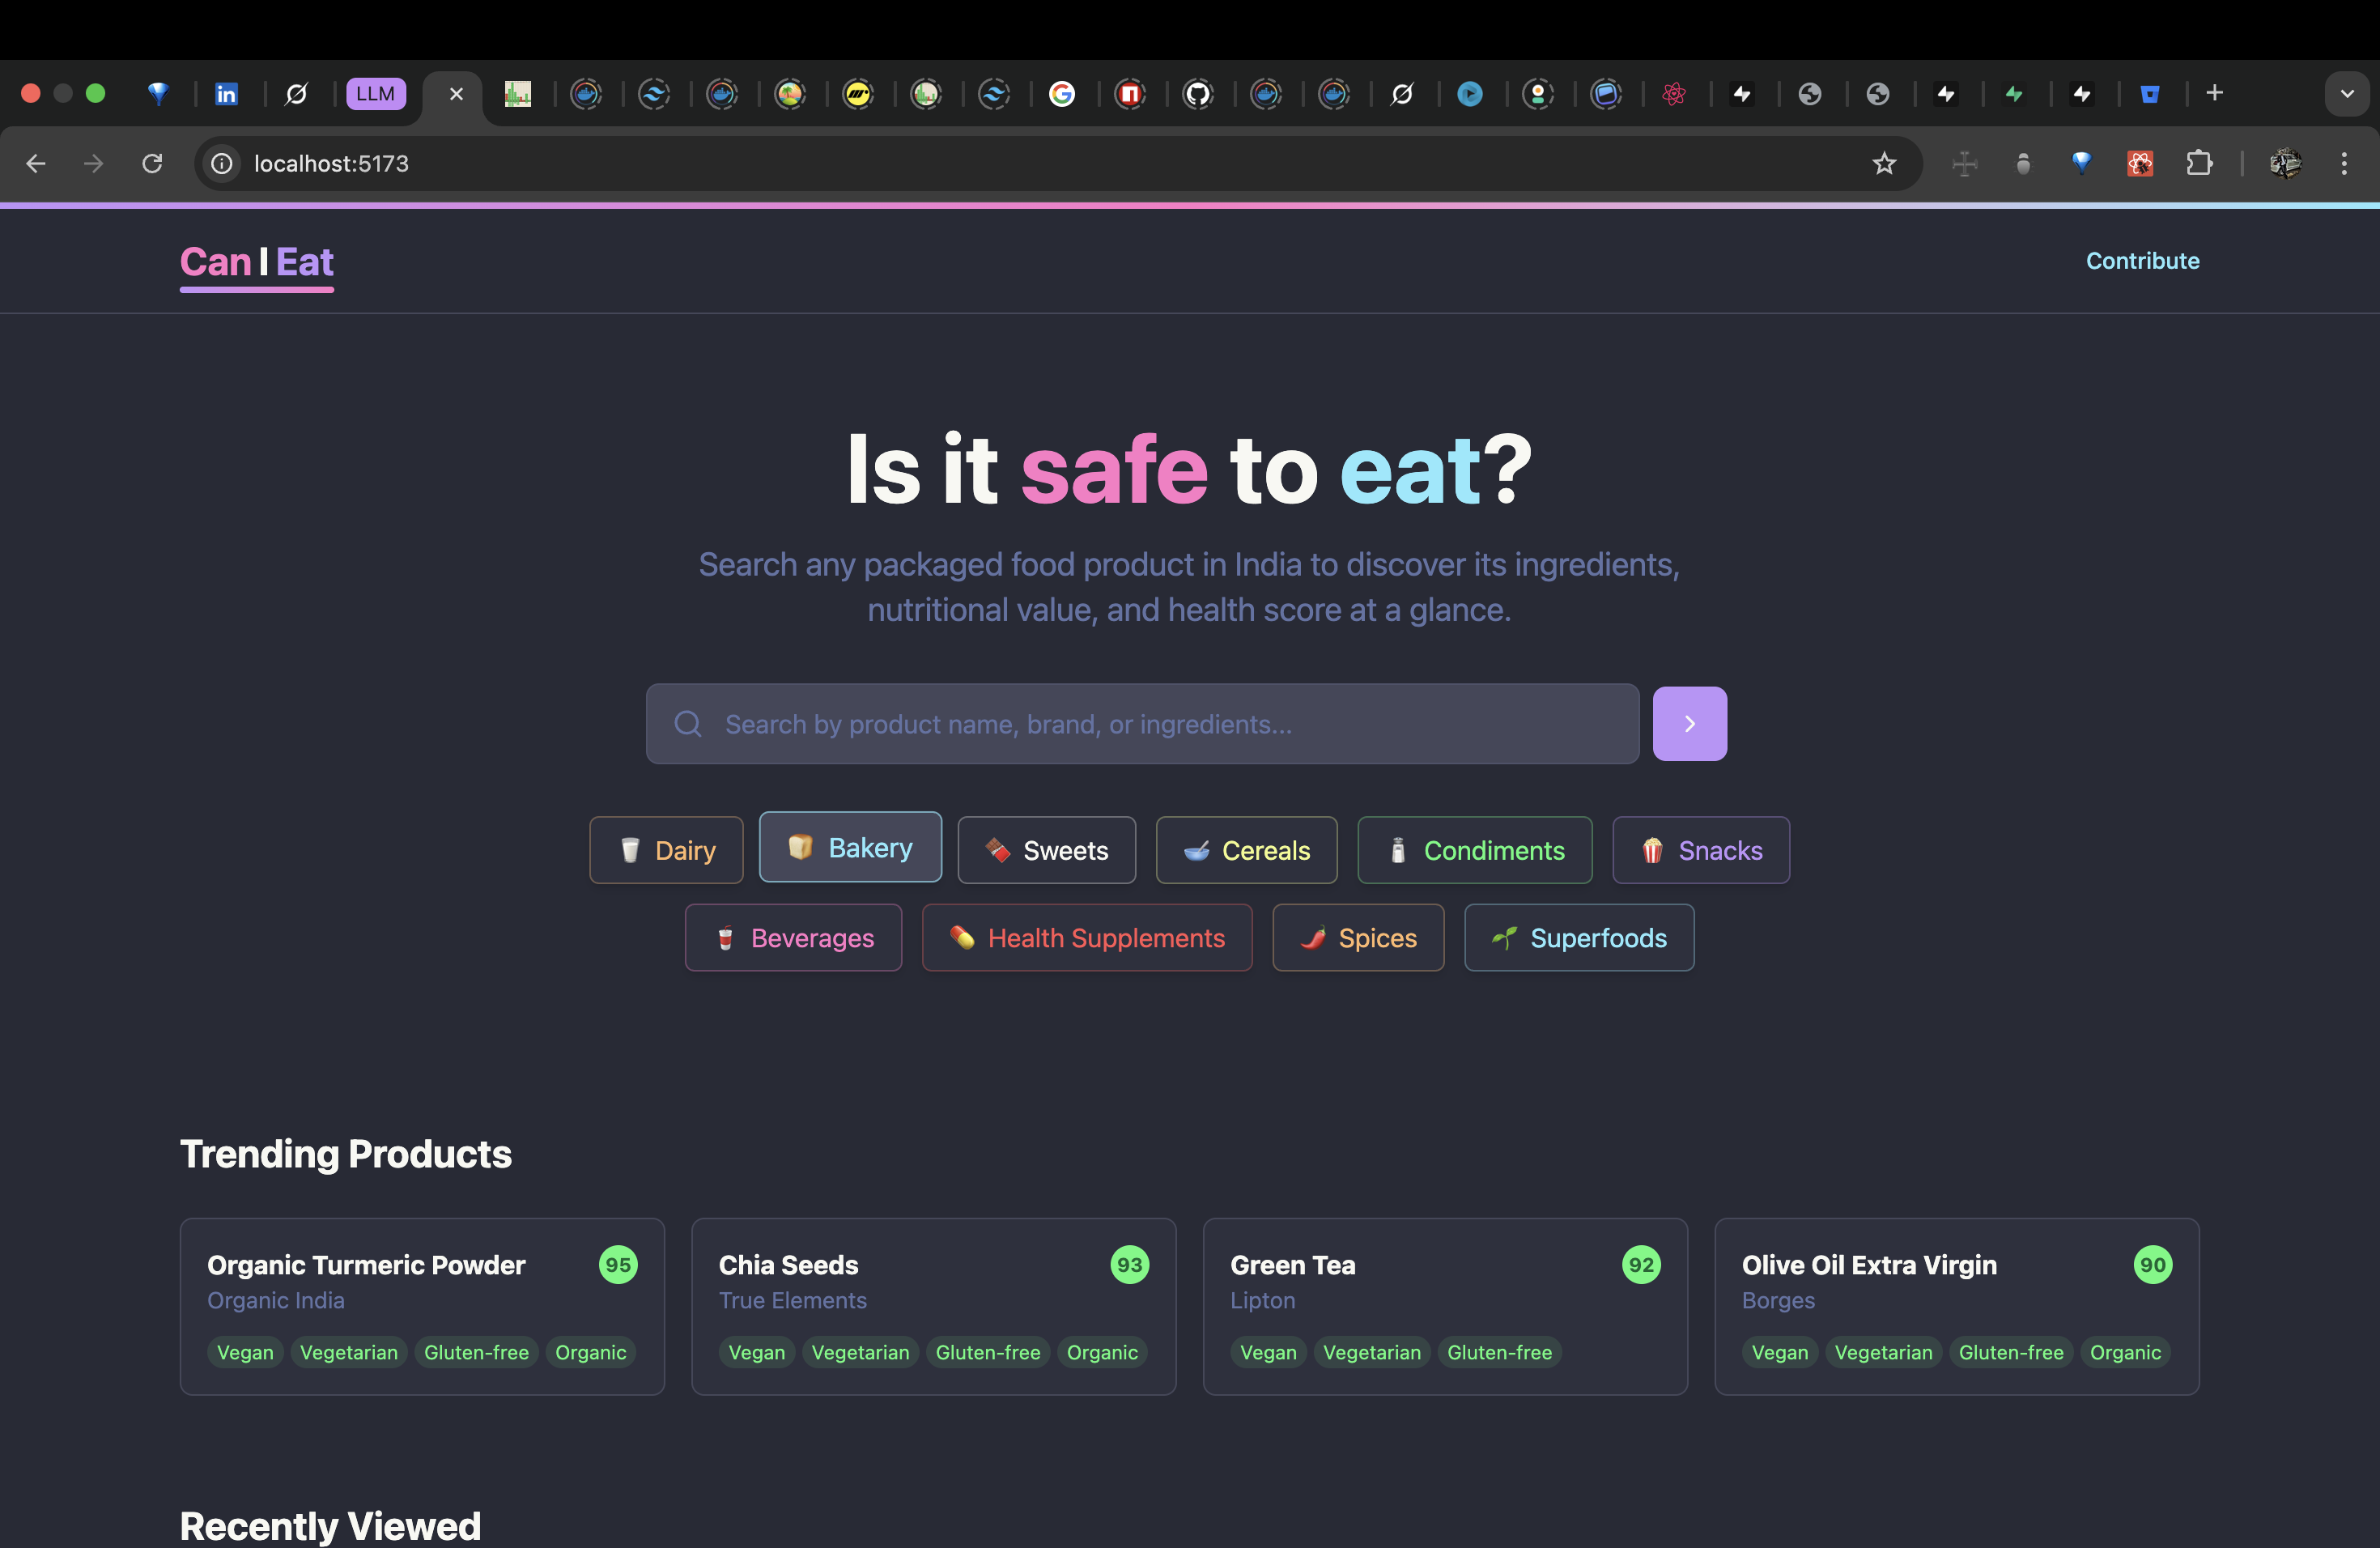 LLM
localhost:5173
Can I Eat
Contribute
Is it safe to eat?
Search any packaged food product in India to discover its ingredients,
nutritional value, and health score at a glance.
Search by product name, brand, or ingredients...
Dairy
Bakery
Sweets
Cereals
Condiments
Snacks
Beverages
Health Supplements
Spices
Superfoods
Trending Products
Organic Turmeric Powder
95
Organic India
Vegan Vegetarian Gluten-free Organic
Chia Seeds
93
True Elements
Vegan Vegetarian Gluten-free Organic
Green Tea
92
Lipton
Vegan Vegetarian Gluten-free
Olive Oil Extra Virgin
90
Borges
Vegan Vegetarian Gluten-free Organic
Recently Viewed